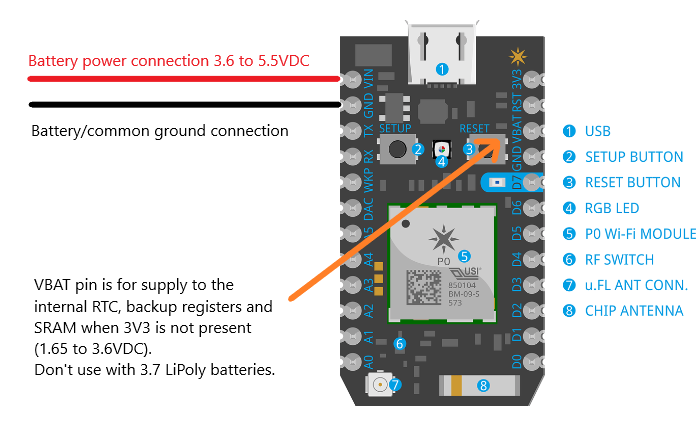 Battery power connection 3.6 to 5.5VDC
Battery/common ground connection
VBAT pin is for supply to the
internal RTC, backup registers and
SRAM when 3V3 is not present
(1.65 to 3.6VDC).
Don't use with 3.7 LiPoly batteries.
1
VIN
GND
TX
RX
WKP
DAC
A5
A4
A3
A2
A1
A0
3V3
RST
VBAT
GND
D7
D6
D5
D4
D3
D2
D1
D0
SETUP
2
4
RESET
3
P0
5
USI
850104
BM-09-S
573
6
7
8
1 USB
2 SETUP BUTTON
3 RESET BUTTON
4 RGB LED
5 P0 Wi-Fi MODULE
6 RF SWITCH
7 u.FL ANT CONN.
8 CHIP ANTENNA